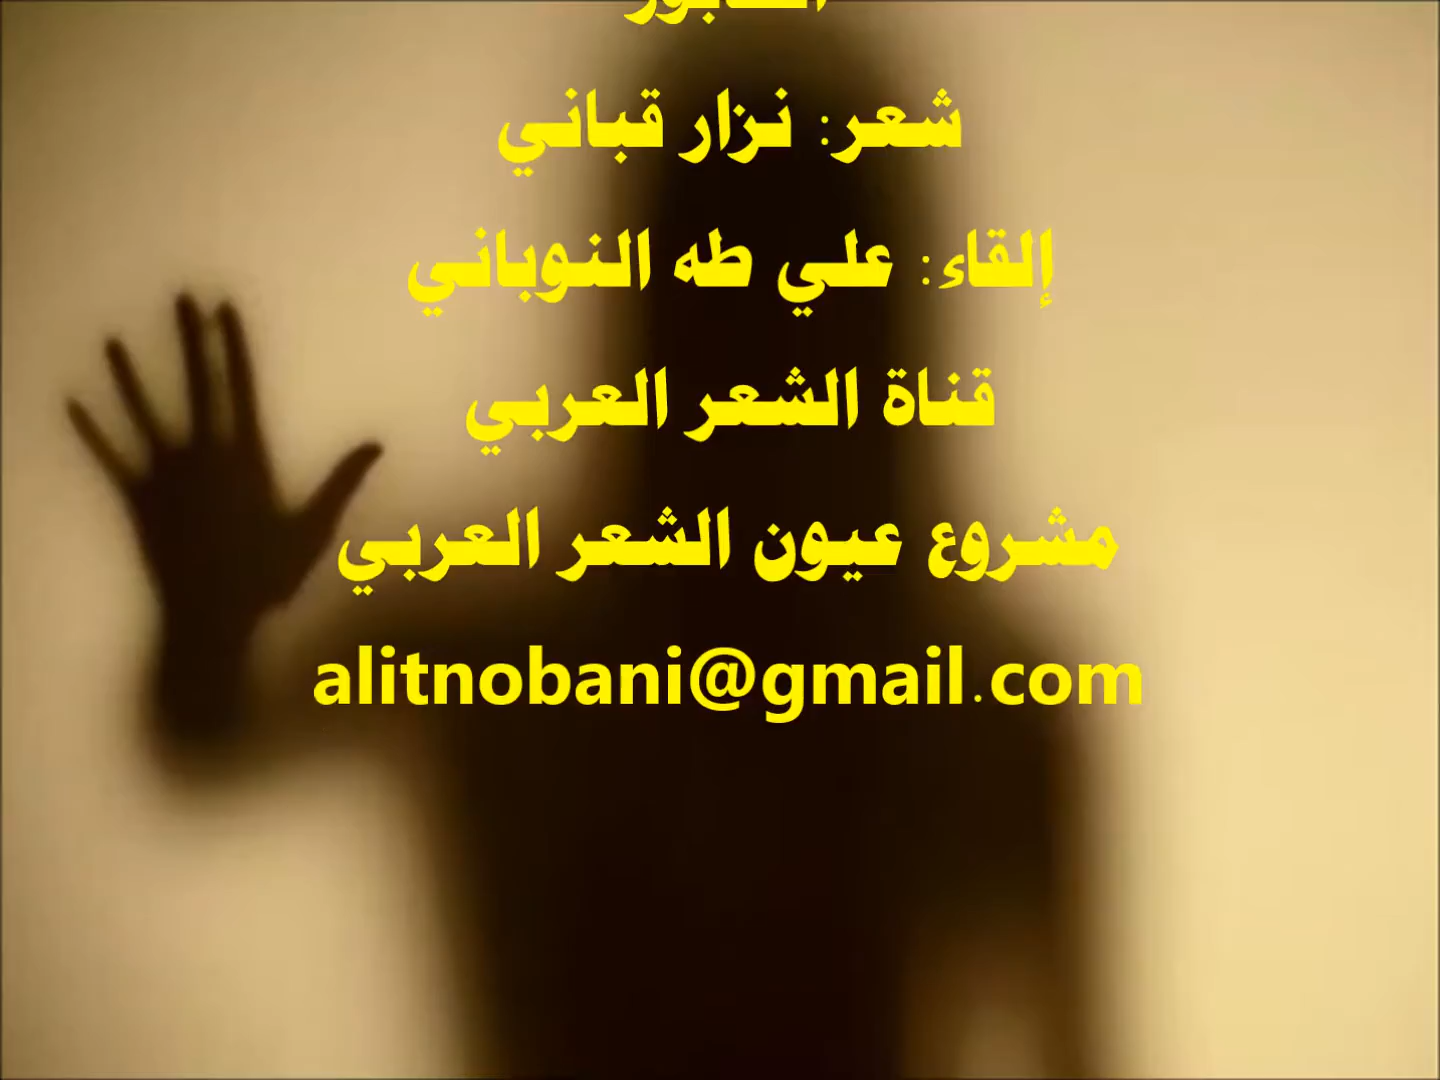 شعر: نزار قباني
إلقاء: علي طه النوباني
قناة الشعر العربي
مشروع عيون الشعر العربي
alitnobani@gmail.com